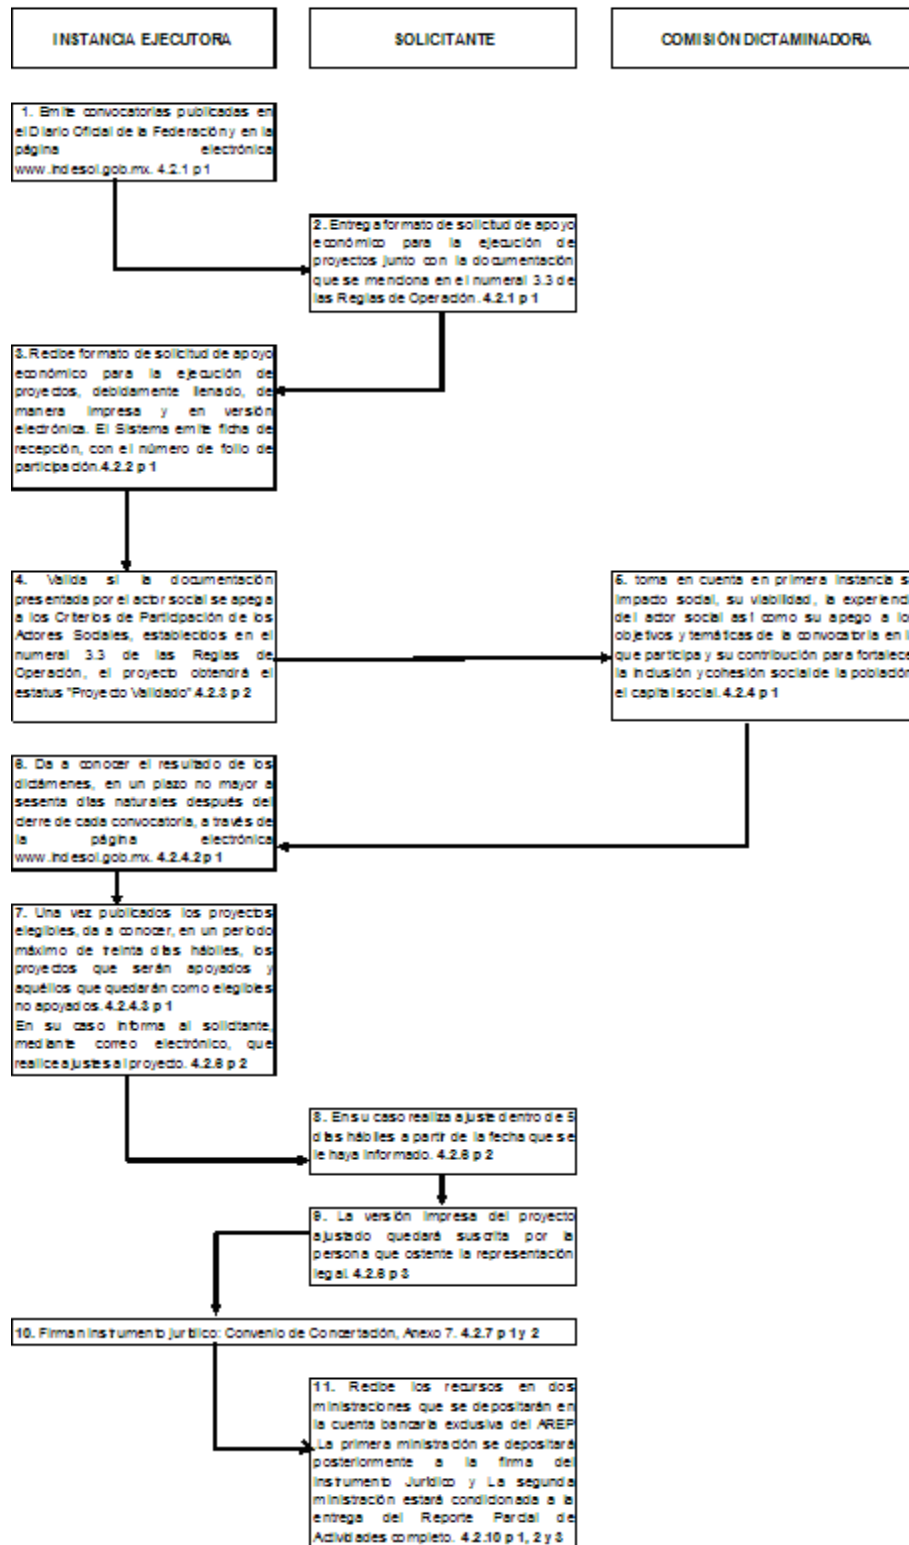 INSTANCIA EJECUTORA
SOLICITANTE
COMISIÓN DICTAMINADORA
1. Emite convocatorias publicadas en
el Diario Oficial de la Federación y en la
página electrónica
www.indesol.gob.mx. 4.2.1 p 1
2. Entrega formato de solicitud de apoyo
económico para la ejecución de
proyectos junto con la documentación
que se menciona en el numeral 3.3 de
las Reglas de Operación. 4.2.1 p 1
3. Recibe formato de solicitud de apoyo
económico para la ejecución de
proyectos, debidamente llenado, de
manera impresa y en versión
electrónica. El Sistema emite ficha de
recepción, con el número de folio de
participación.4.2.2 p 1
4. Valida si la documentación
presentada por el actor social se apega
a los Criterios de Participación de los
Actores Sociales, establecidos en el
numeral 3.3 de las Reglas de
Operación, el proyecto obtendrá el
estatus "Proyecto Validado" 4.2.3 p 2
5. toma en cuenta en primera instancia s
impacto social, su viabilidad, la experienci
del actor social así como su apego a lo
objetivos y temáticas de la convocatoria en l
que participa y su contribución para fortalece
la inclusión y cohesión social de la población
el capital social. 4.2.4 p 1
6. Da a conocer el resultado de los
dictámenes, en un plazo no mayor a
sesenta días naturales después del
cierre de cada convocatoria, a través de
la página electrónica
www.indesol.gob.mx. 4.2.4.2 p 1
7. Una vez publicados los proyectos
elegibles, da a conocer, en un período
máximo de treinta días hábiles, los
proyectos que serán apoyados y
aquéllos que quedarán como elegibles
no apoyados. 4.2.4.3 p 1
En su caso informa al solicitante,
mediante correo electrónico, que
realice ajustes al proyecto. 4.2.6 p 2
8. En su caso realiza ajuste dentro de 5
días hábiles a partir de la fecha que se
le haya informado. 4.2.6 p 2
9. La versión impresa del proyecto
ajustado quedará suscrita por la
persona que ostente la representación
legal. 4.2.6 p 3
10. Firman instrumento jurídico: Convenio de Concertación, Anexo 7. 4.2.7 p 1 y 2
11. Recibe los recursos en dos
ministraciones que se depositarán en
la cuenta bancaria exclusiva del AREP
.La primera ministración se depositará
posteriormente a la firma del
Instrumento Jurídico y La segunda
ministración estará condicionada a la
entrega del Reporte Parcial de
Actividades completo. 4.2.10 p 1, 2 y 3